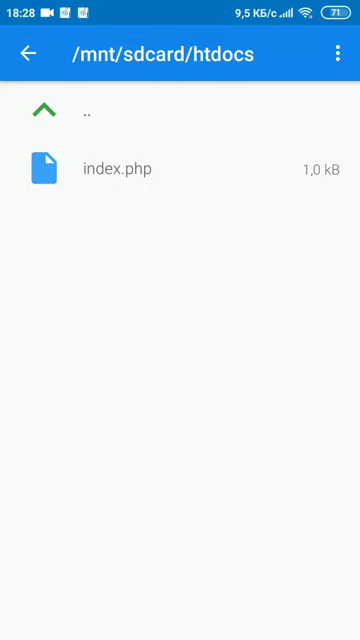 18:28 9,5 КБ/с 71
/mnt/sdcard/htdocs
..
index.php 1,0 kB